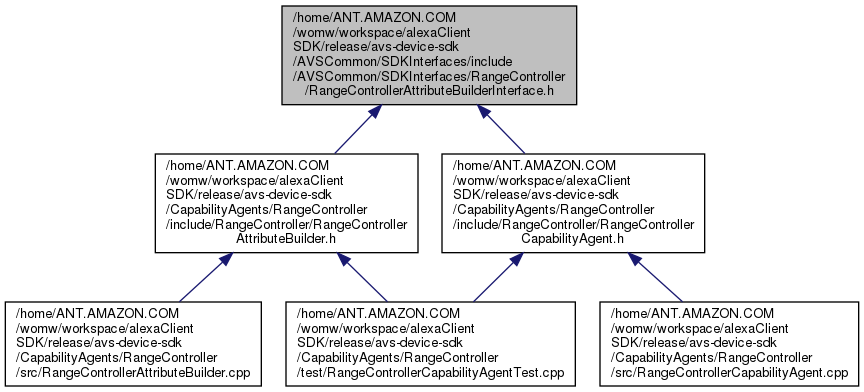 /home/ANT.AMAZON.COM
/womw/workspace/alexaClient
SDK/release/avs-device-sdk
/AVSCommon/SDKInterfaces/include
/AVSCommon/SDKInterfaces/RangeController
/RangeControllerAttributeBuilderInterface.h
/home/ANT.AMAZON.COM
/womw/workspace/alexaClient
SDK/release/avs-device-sdk
/CapabilityAgents/RangeController
/include/RangeController/RangeController
AttributeBuilder.h
/home/ANT.AMAZON.COM
/womw/workspace/alexaClient
SDK/release/avs-device-sdk
/CapabilityAgents/RangeController
/include/RangeController/RangeController
CapabilityAgent.h
/home/ANT.AMAZON.COM
/womw/workspace/alexaClient
SDK/release/avs-device-sdk
/CapabilityAgents/RangeController
/src/RangeControllerAttributeBuilder.cpp
/home/ANT.AMAZON.COM
/womw/workspace/alexaClient
SDK/release/avs-device-sdk
/CapabilityAgents/RangeController
/test/RangeControllerCapabilityAgentTest.cpp
/home/ANT.AMAZON.COM
/womw/workspace/alexaClient
SDK/release/avs-device-sdk
/CapabilityAgents/RangeController
/src/RangeControllerCapabilityAgent.cpp